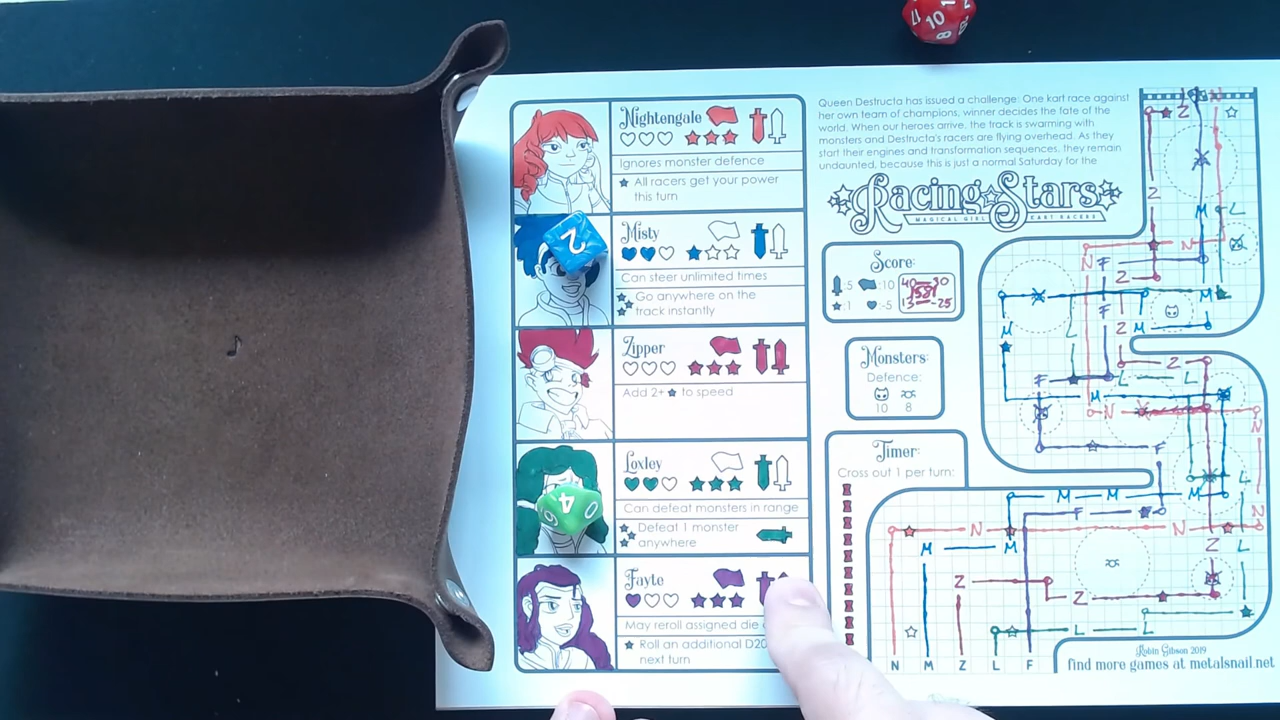 Nightengale
Ignores monster defence
All racers get your power
this turn
Misty
2
Can steer unlimited times
Go anywhere on the
track instantly
Zipper
Add 2+ to speed
Loxley
4
0
Can defeat monsters in range
Defeat 1 monster
anywhere
Fayte
May reroll assigned die
Roll an additional D20
next turn
10
8
Queen Destructa has issued a challenge: One kart race against
her own team of champions, winner decides the fate of the
world. When our heroes arrive, the track is swarming with
monsters and Destructa's racers are flying overhead. As they
start their engines and transformation sequences, they remain
undaunted, because this is just a normal Saturday for the
Racing Stars
MAGICAL GIRL KART RACERS
Score:
:5 :10
:1 :-5
Monsters:
Defence:
10 8
Timer:
Cross out 1 per turn:
N
Z
Z
M L
N N
F
Z
M
F
M L Z M
Z
F L L
M
N
N
F
L
M M M
F
N N N
M M Z L
Z
Z
L L
N M Z L F
Robin Gibson 2019
find more games at metalsnail.net